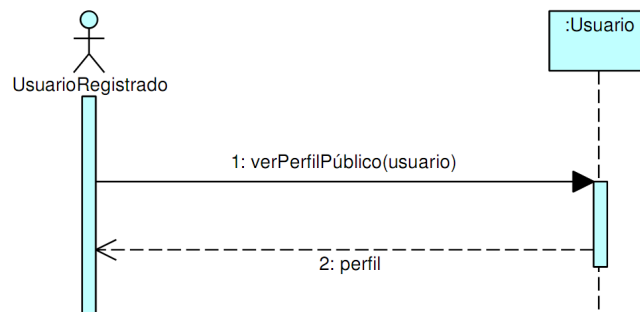 :Usuario
UsuarioRegistrado
1: verPerfilPúblico(usuario)
2: perfil